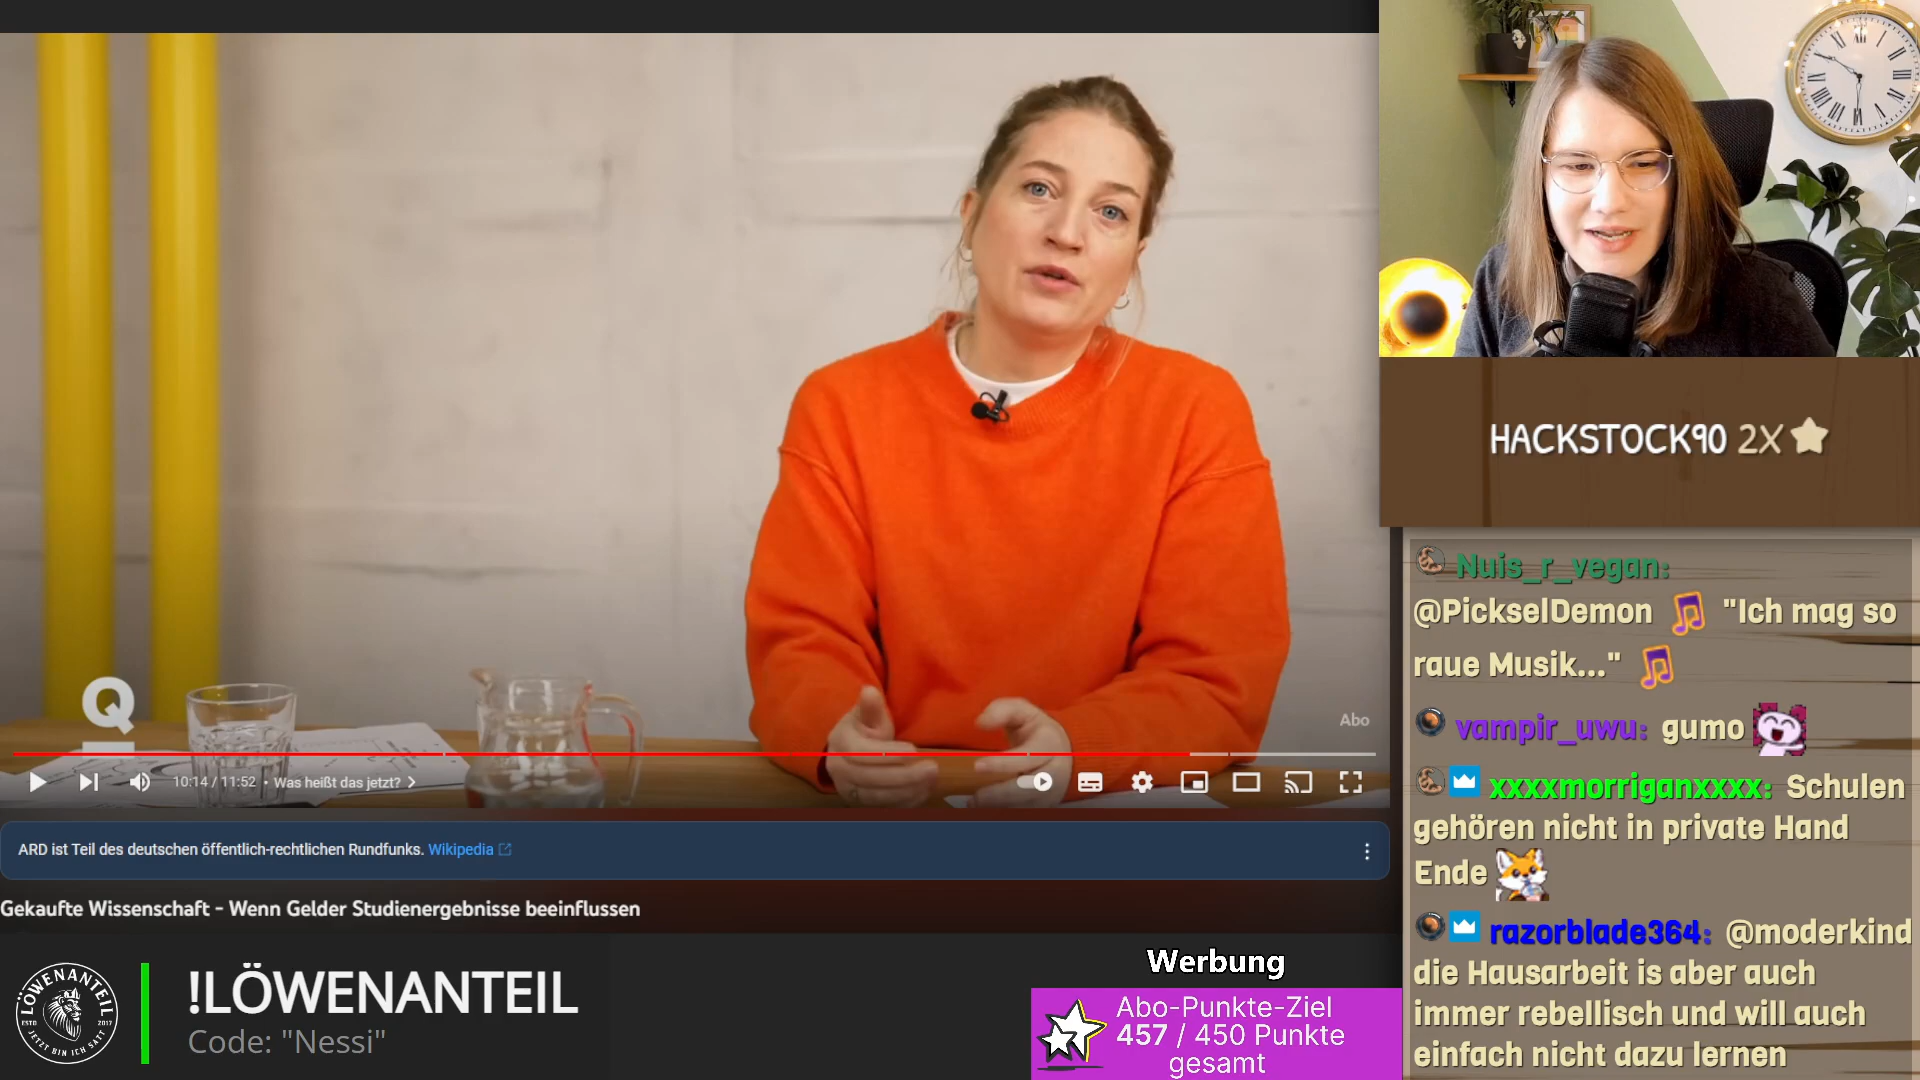 Q
Abo
10:14 / 11:52 • Was heißt das jetzt?
ARD ist Teil des deutschen öffentlich-rechtlichen Rundfunks. Wikipedia
Gekaufte Wissenschaft - Wenn Gelder Studienergebnisse beeinflussen
LÖWENANTEIL
ESTD 2017
JETZT BIN ICH SATT
!LÖWENANTEIL
Code: "Nessi"
Werbung
Abo-Punkte-Ziel
457 / 450 Punkte
gesamt
HACKSTOCK90 2X
Nuis_r_vegan:
@PickselDemon "Ich mag so
raue Musik..."
vampir_uwu: gumo
xxxxmorriganxxxx: Schulen
gehören nicht in private Hand
Ende
razorblade364: @moderkind
die Hausarbeit is aber auch
immer rebellisch und will auch
einfach nicht dazu lernen